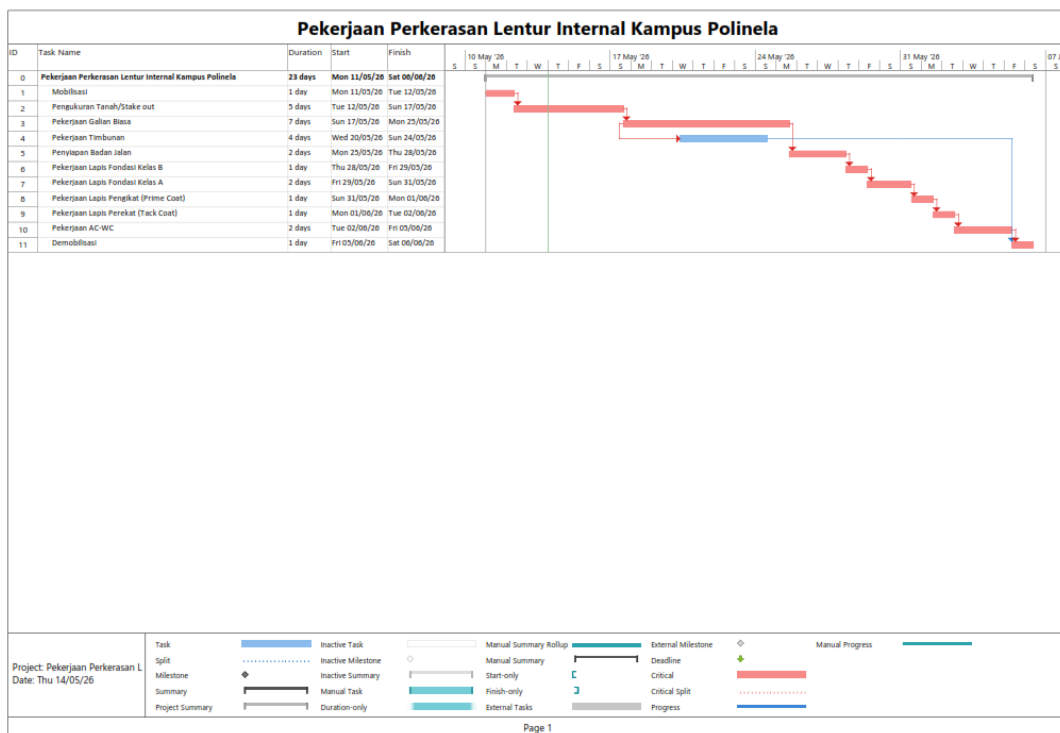 Pekerjaan Perkerasan Lentur Internal Kampus Polinela
ID Task Name Duration Start Finish
10 May '26 17 May '26 24 May '26 31 May '26 07 J
S S M T W T F S S M T W T F S S M T W T F S S M T W T F S
0 Pekerjaan Perkerasan Lentur Internal Kampus Polinela 23 days Mon 11/05/26 Sat 06/06/26
1 Mobilisasi 1 day Mon 11/05/26 Tue 12/05/26
2 Pengukuran Tanah/Stake out 5 days Tue 12/05/26 Sun 17/05/26
3 Pekerjaan Galian Biasa 7 days Sun 17/05/26 Mon 25/05/26
4 Pekerjaan Timbunan 4 days Wed 20/05/26 Sun 24/05/26
5 Penyiapan Badan Jalan 2 days Mon 25/05/26 Thu 28/05/26
6 Pekerjaan Lapis Fondasi Kelas B 1 day Thu 28/05/26 Fri 29/05/26
7 Pekerjaan Lapis Fondasi Kelas A 2 days Fri 29/05/26 Sun 31/05/26
8 Pekerjaan Lapis Pengikat (Prime Coat) 1 day Sun 31/05/26 Mon 01/06/26
9 Pekerjaan Lapis Perekat (Tack Coat) 1 day Mon 01/06/26 Tue 02/06/26
10 Pekerjaan AC-WC 2 days Tue 02/06/26 Fri 05/06/26
11 Demobilisasi 1 day Fri 05/06/26 Sat 06/06/26
Project: Pekerjaan Perkerasan L
Date: Thu 14/05/26
Task Inactive Task Manual Summary Rollup External Milestone Manual Progress
Split Inactive Milestone Manual Summary Deadline
Milestone Inactive Summary Start-only Critical
Summary Manual Task Finish-only Critical Split
Project Summary Duration-only External Tasks Progress
Page 1